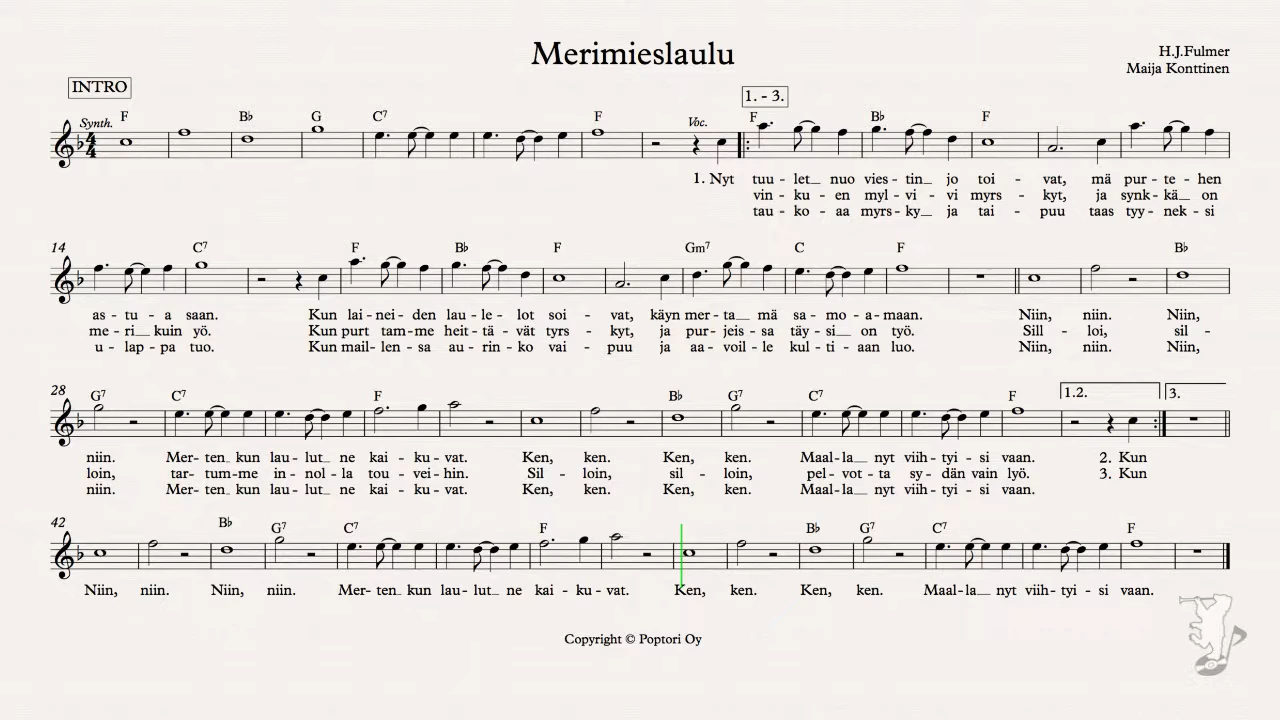 Merimieslaulu
H.J.Fulmer
Maija Konttinen
INTRO
1. - 3.
F B♭ G C7 F F B♭ F
Synth. Voc.
1. Nyt tuu - let nuo vies - tin jo toi - vat, mä pur - te - hen
vin - ku - en myl - vi - vi myrs - kyt, ja synk - kä on
tau - ko - aa myrs - ky ja tai - puu taas tyy - nek - si
14
C7 F B♭ F Gm7 C F B♭
as - tu - a saan. Kun lai - nei - den lau - le - lot soi - vat, käyn mer - ta mä sa - mo - a - maan. Niin, niin. Niin,
me - ri kuin yö. Kun purt tam - me heit - tä - vät tyrs - kyt, ja pur - jeis - sa täy - si on työ. Sill - loi, sil -
u - lap - pa tuo. Kun mail - len - sa au - rin - ko vai - puu ja aa - voil - le kul - ti - aan luo. Niin, niin. Niin,
28
G7 C7 F B♭ G7 C7 F
1.2. 3.
niin. Mer - ten kun lau - lut ne kai - ku - vat. Ken, ken. Ken, ken. Maal - la nyt viih - tyi - si vaan. 2. Kun
loin, tar - tum - me in - nol - la tou - vei - hin. Sil - loin, sil - loin, pel - vot - ta sy - dän vain lyö. 3. Kun
niin. Mer - ten kun lau - lut ne kai - ku - vat. Ken, ken. Ken, ken. Maal - la nyt viih - tyi - si vaan.
42
B♭ G7 C7 F B♭ G7 C7 F
Niin, niin. Niin, niin. Mer - ten kun lau - lut ne kai - ku - vat. Ken, ken. Ken, ken. Maal - la nyt viih - tyi - si vaan.
Copyright © Poptori Oy